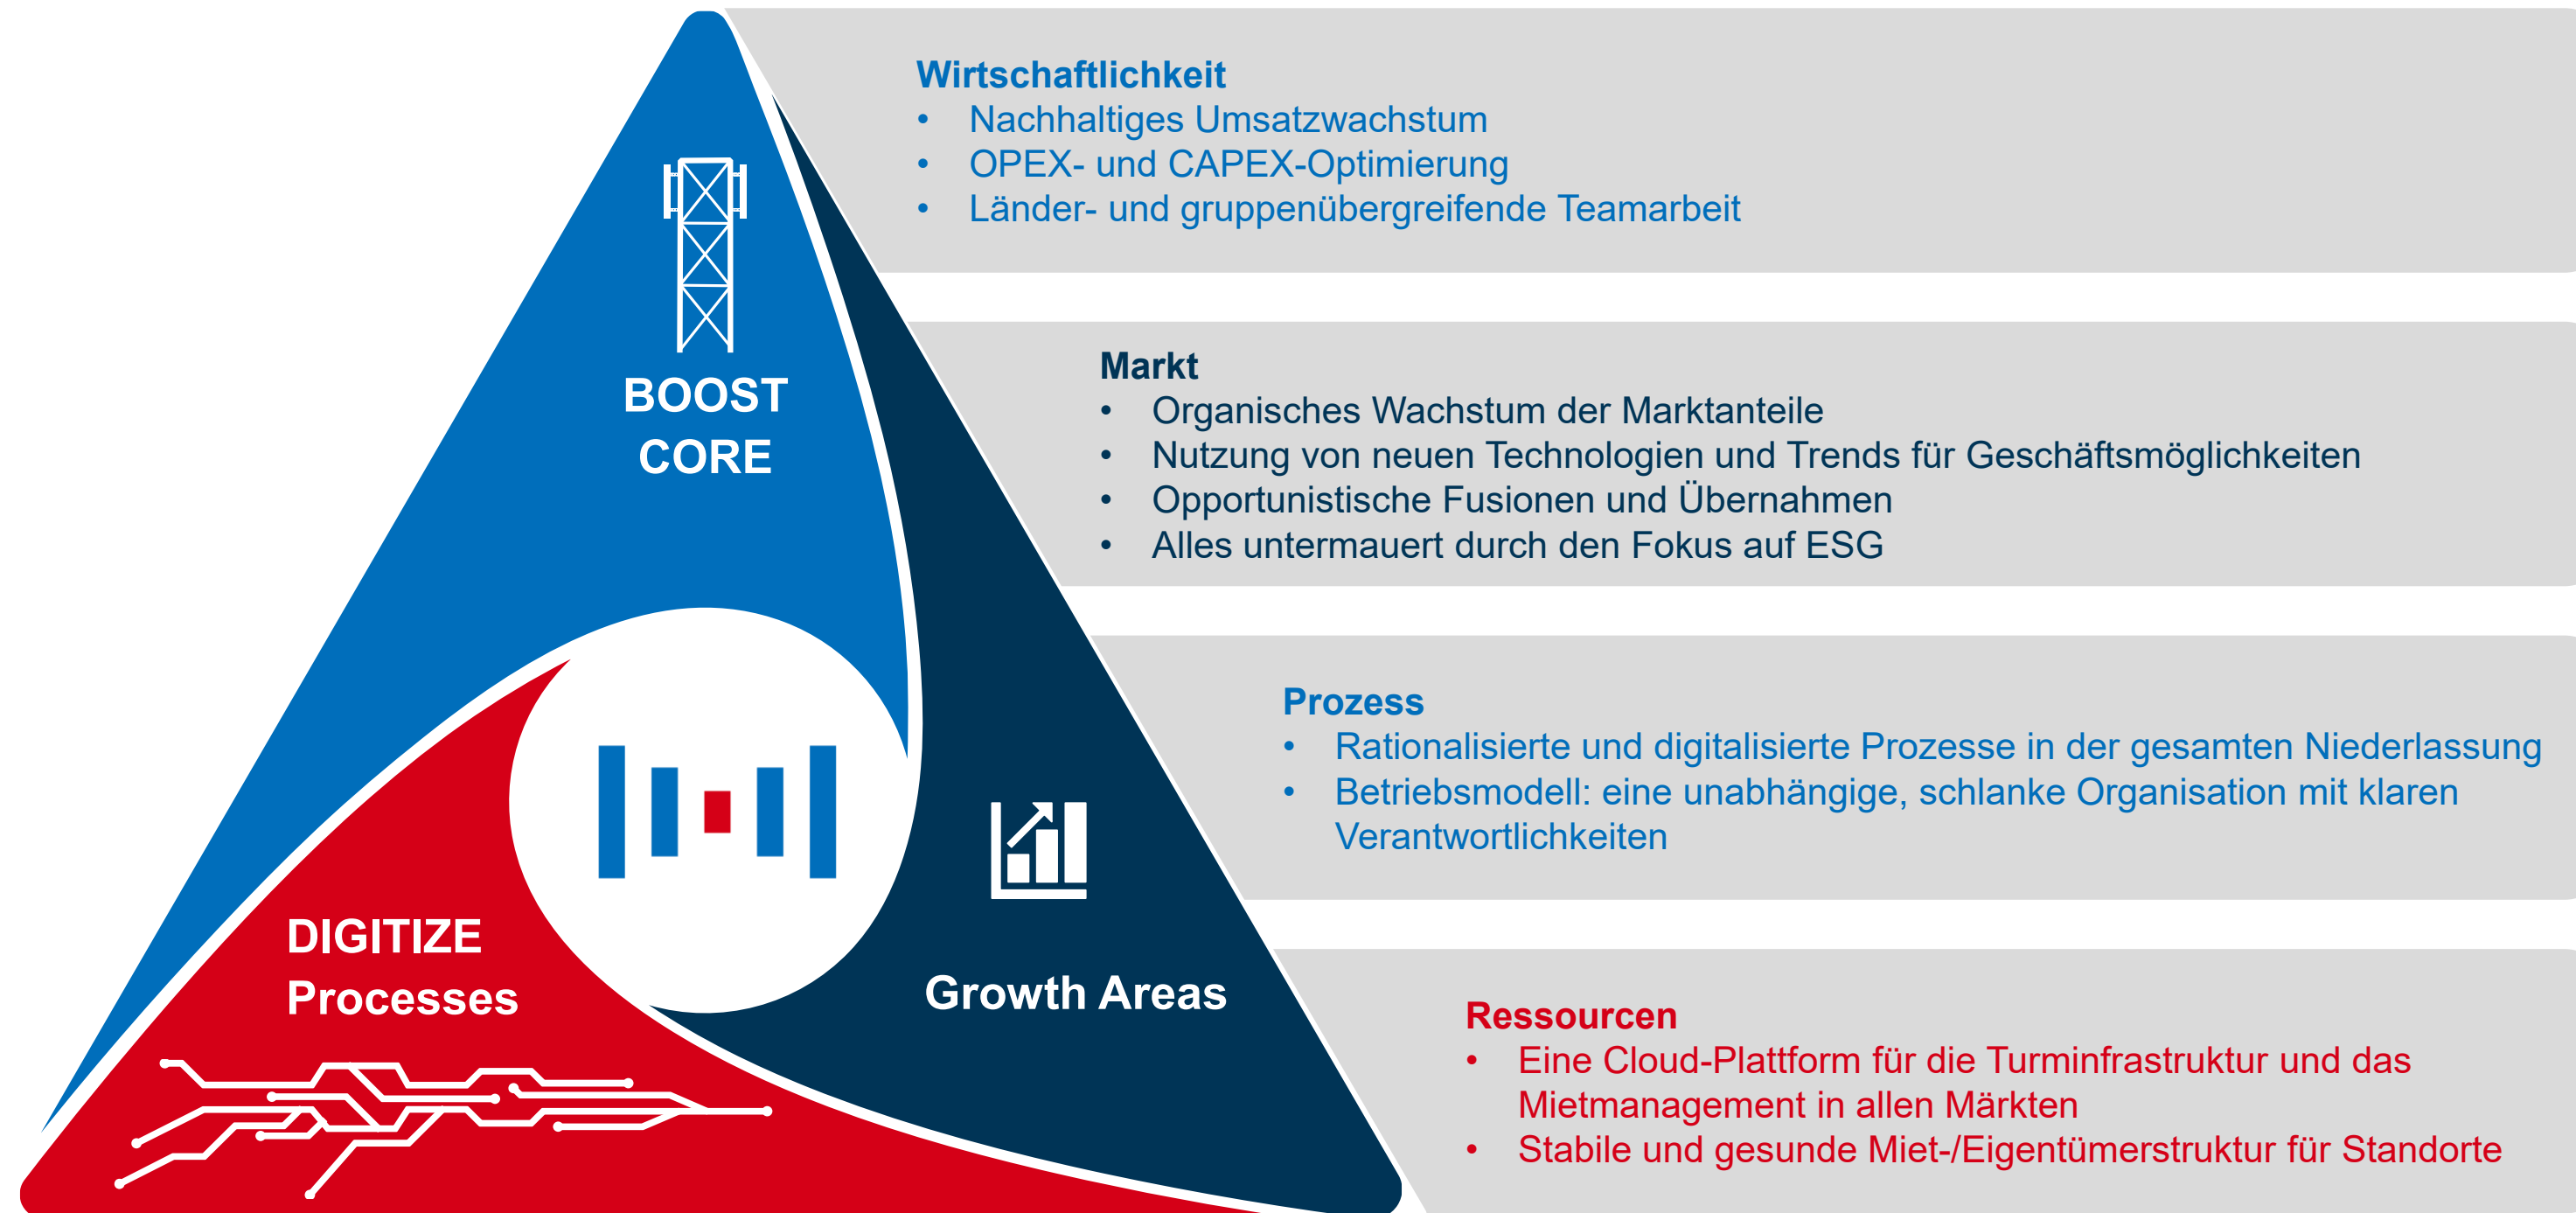 BOOST
CORE
DIGITIZE
Processes
Growth Areas
Wirtschaftlichkeit
• Nachhaltiges Umsatzwachstum
• OPEX- und CAPEX-Optimierung
• Länder- und gruppenübergreifende Teamarbeit
Markt
• Organisches Wachstum der Marktanteile
• Nutzung von neuen Technologien und Trends für Geschäftsmöglichkeiten
• Opportunistische Fusionen und Übernahmen
• Alles untermauert durch den Fokus auf ESG
Prozess
• Rationalisierte und digitalisierte Prozesse in der gesamten Niederlassung
• Betriebsmodell: eine unabhängige, schlanke Organisation mit klaren
Verantwortlichkeiten
Ressourcen
• Eine Cloud-Plattform für die Turminfrastruktur und das
Mietmanagement in allen Märkten
• Stabile und gesunde Miet-/Eigentümerstruktur für Standorte